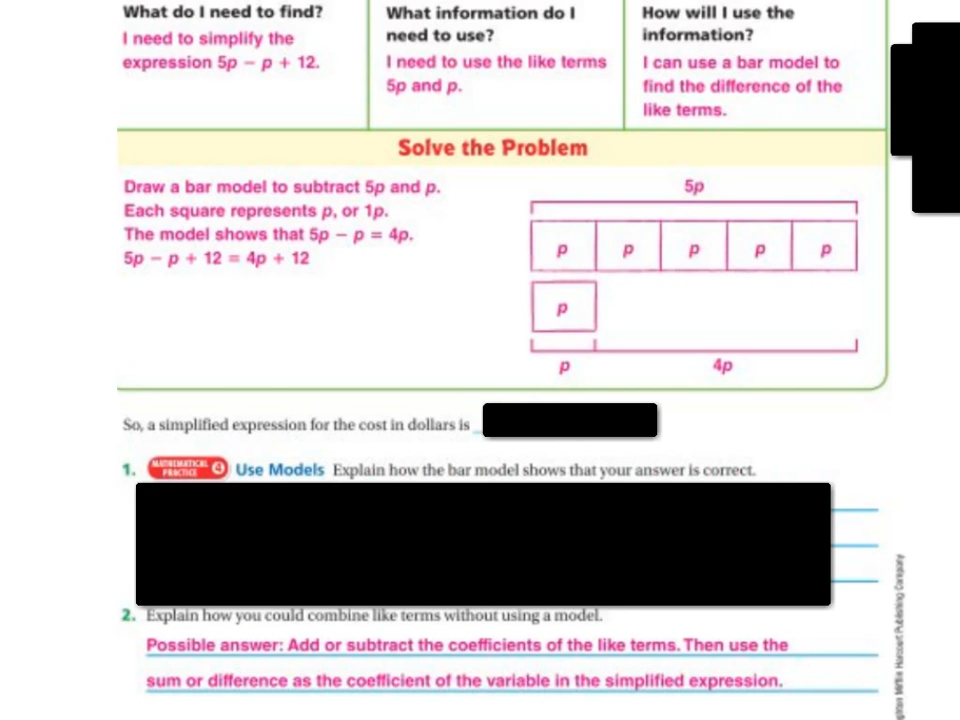 What do I need to find?
I need to simplify the
expression 5p − p + 12.
What information do I
need to use?
I need to use the like terms
5p and p.
How will I use the
information?
I can use a bar model to
find the difference of the
like terms.
Solve the Problem
Draw a bar model to subtract 5p and p.
Each square represents p, or 1p.
The model shows that 5p − p = 4p.
5p − p + 12 = 4p + 12
5p
p p p p p
p
p 4p
So, a simplified expression for the cost in dollars is
1. MATHEMATICAL PRACTICE 4 Use Models Explain how the bar model shows that your answer is correct.
2. Explain how you could combine like terms without using a model.
Possible answer: Add or subtract the coefficients of the like terms. Then use the
sum or difference as the coefficient of the variable in the simplified expression.
Harcourt Publishing Company